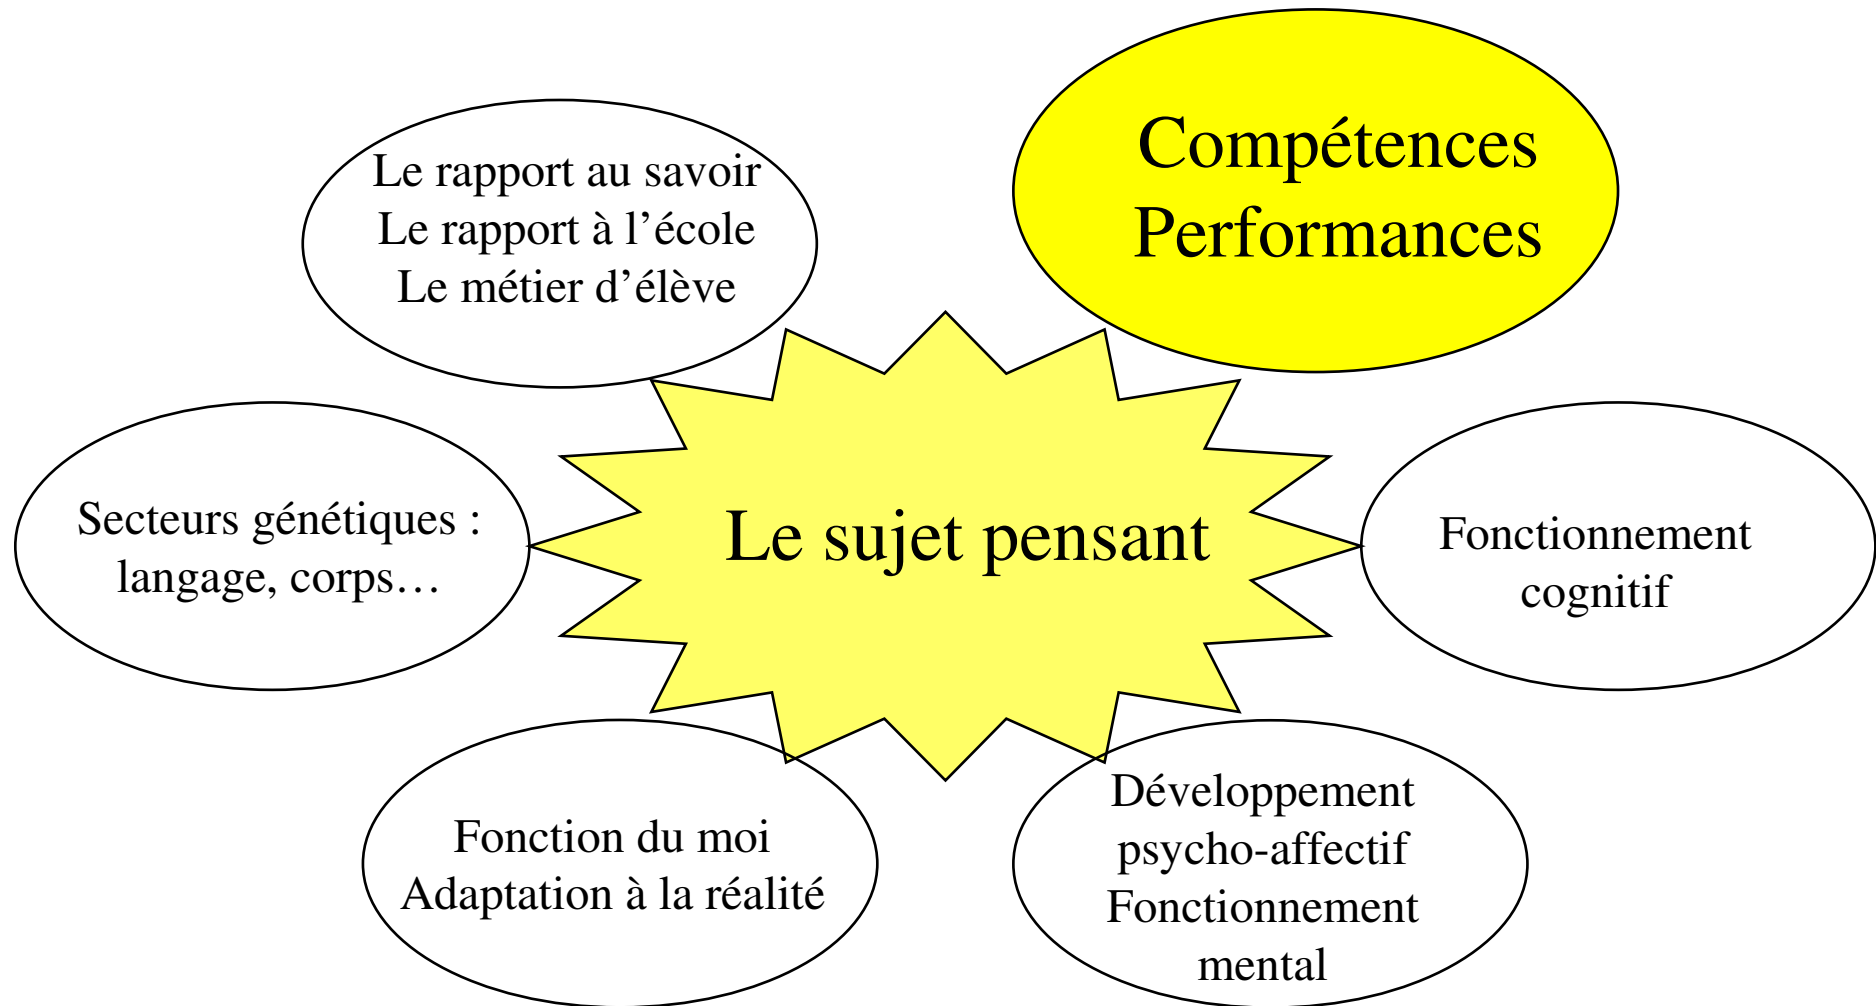 Compétences
Performances
Le rapport au savoir
Le rapport à l’école
Le métier d’élève
Le sujet pensant
Secteurs génétiques :
langage, corps…
Fonctionnement
cognitif
Fonction du moi
Adaptation à la réalité
Développement
psycho-affectif
Fonctionnement
mental